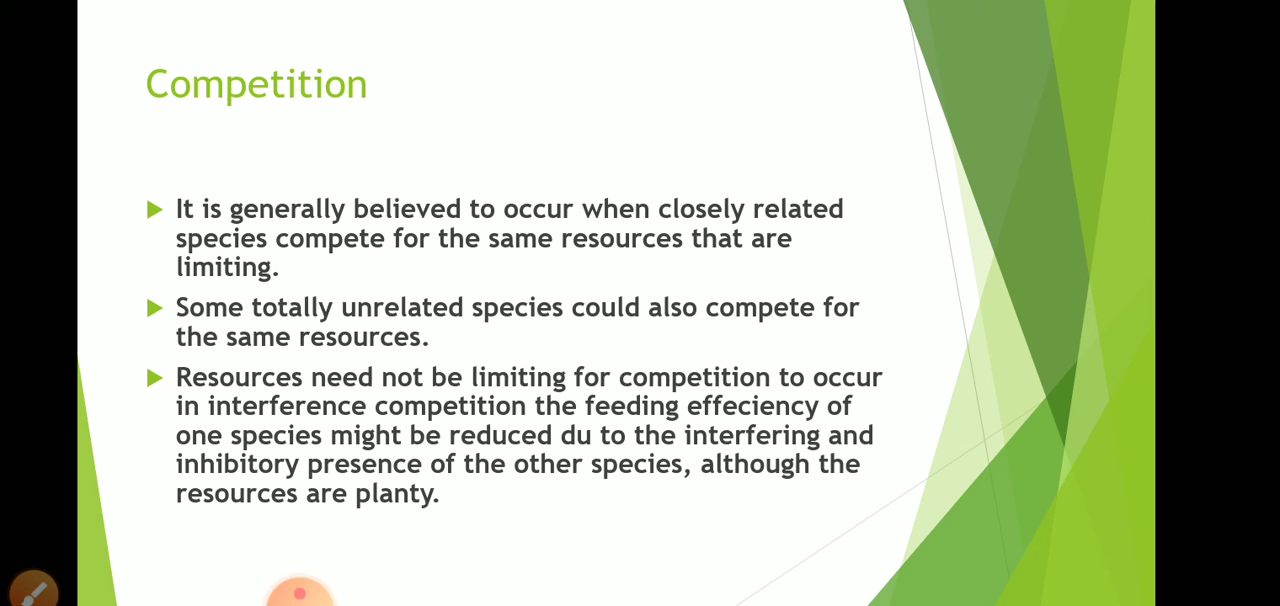 Competition
It is generally believed to occur when closely related
species compete for the same resources that are
limiting.
Some totally unrelated species could also compete for
the same resources.
Resources need not be limiting for competition to occur
in interference competition the feeding effeciency of
one species might be reduced du to the interfering and
inhibitory presence of the other species, although the
resources are planty.